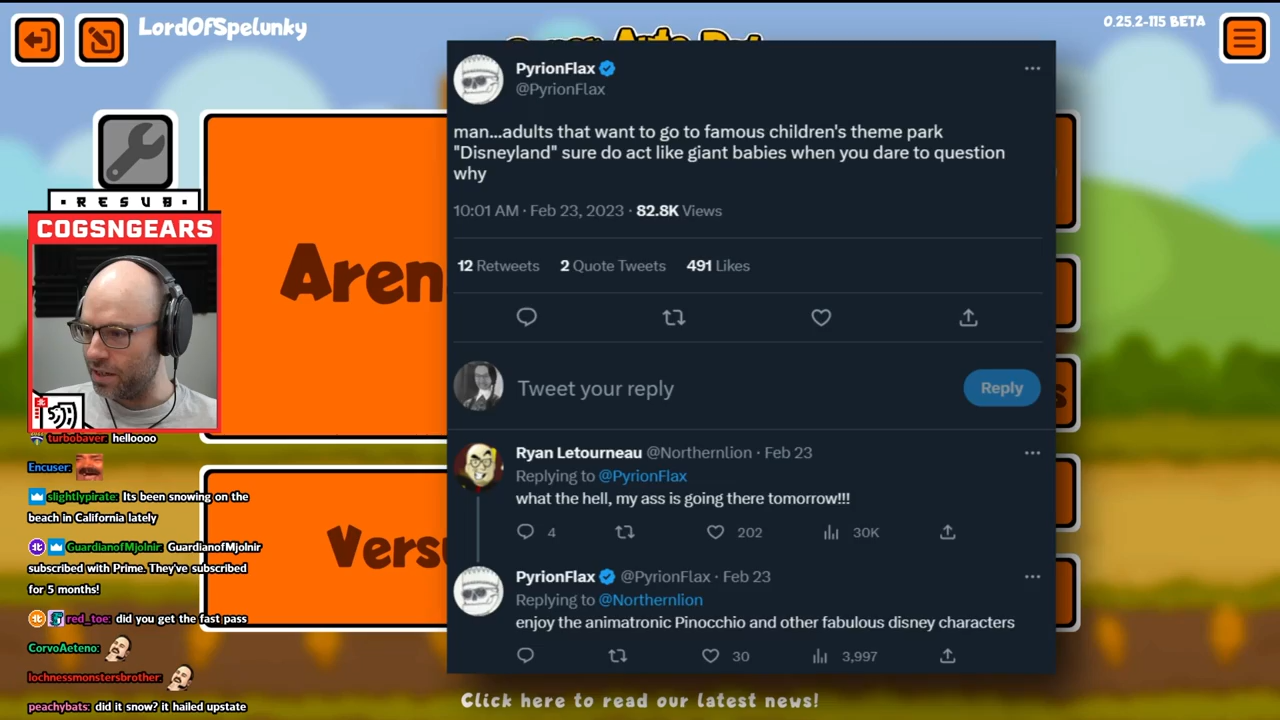 LordOfSpelunky
0.25.2-115 BETA
• RESUB •
COGSNGEARS
Aren
Versu
turbobaver: helloooo
Encuser:
slightlypirate: Its been snowing on the
beach in California lately
GuardianofMjolnir: GuardianofMjolnir
subscribed with Prime. They've subscribed
for 5 months!
red_toe: did you get the fast pass
CorvoAeteno:
lochnessmonstersbrother:
peachybats: did it snow? it hailed upstate
PyrionFlax
@PyrionFlax
man...adults that want to go to famous children's theme park
"Disneyland" sure do act like giant babies when you dare to question
why
10:01 AM · Feb 23, 2023 · 82.8K Views
12 Retweets 2 Quote Tweets 491 Likes
Tweet your reply
Reply
Ryan Letourneau @Northernlion · Feb 23
Replying to @PyrionFlax
what the hell, my ass is going there tomorrow!!!
4 202 30K
PyrionFlax @PyrionFlax · Feb 23
Replying to @Northernlion
enjoy the animatronic Pinocchio and other fabulous disney characters
30 3,997
Click here to read our latest news!